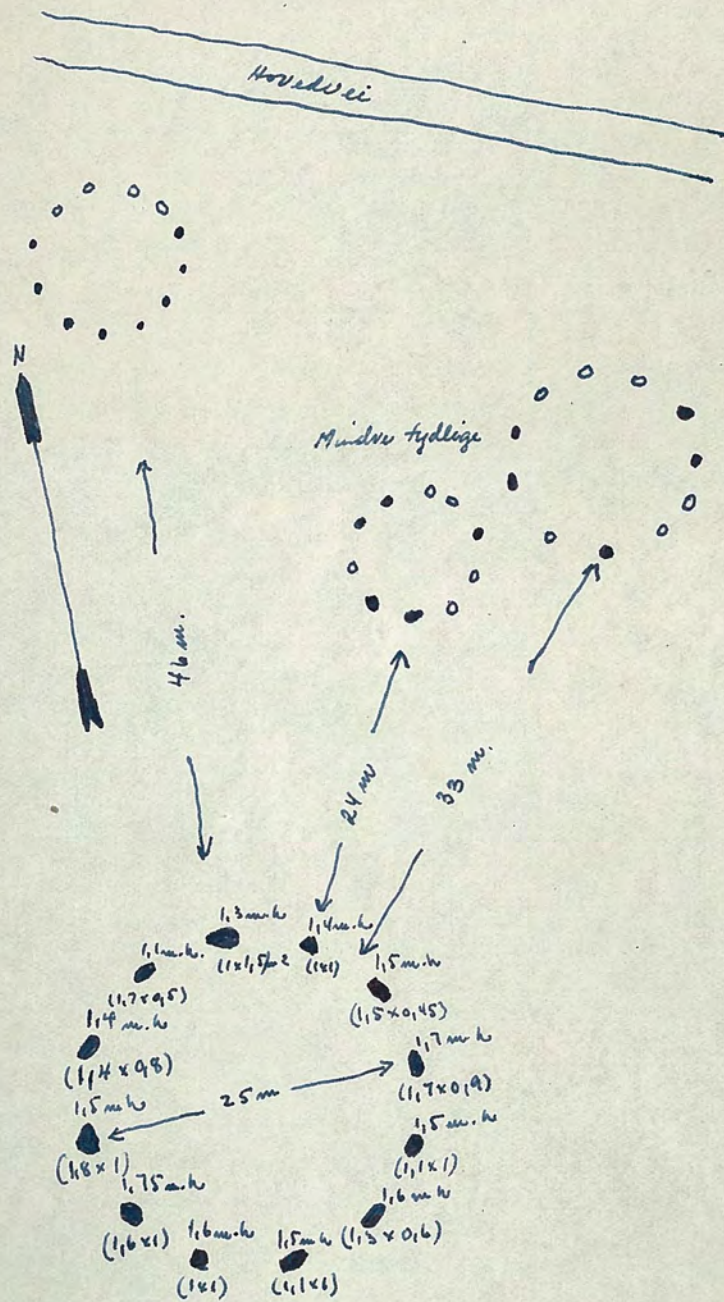 Hovedvei
N
Mindre tydlige
46 m.
24 m
33 m.
1,3 m.h
(1x1,5)
1,4 m.h
(1x1)
1,1 m.h.
(1,7x0,5)
1,5 m.h
(1,5x0,45)
1,4 m.h
(1,4x0,8)
1,7 m.h
(1,7x0,9)
1,5 m.h
(1,8x1)
25 m
1,5 m.h
(1,1x1)
1,75 m.h
(1,6x1)
1,6 m.h
(1,3x0,6)
1,6 m.h
(1x1)
1,5 m.h
(1,1x1)